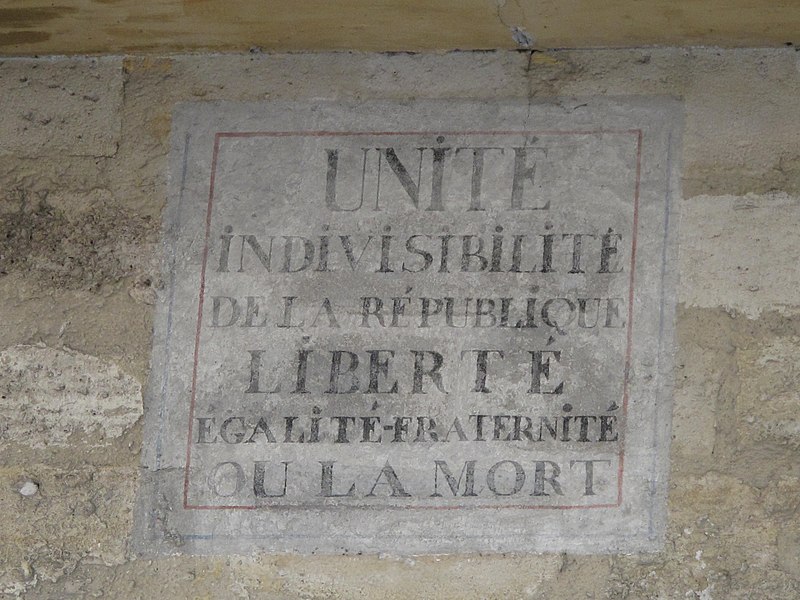 UNITÉ
INDIVISIBILITÉ
DE LA RÉPUBLIQUE
LIBERTÉ
ÉGALITÉ-FRATERNITÉ
OU LA MORT